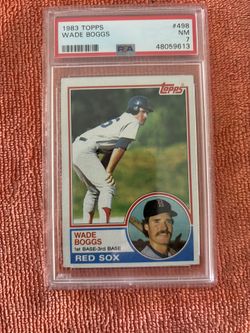 1983 TOPPS #498
WADE BOGGS NM
PSA 7
48059613
Topps
WADE
BOGGS
1st BASE-3rd BASE
RED SOX